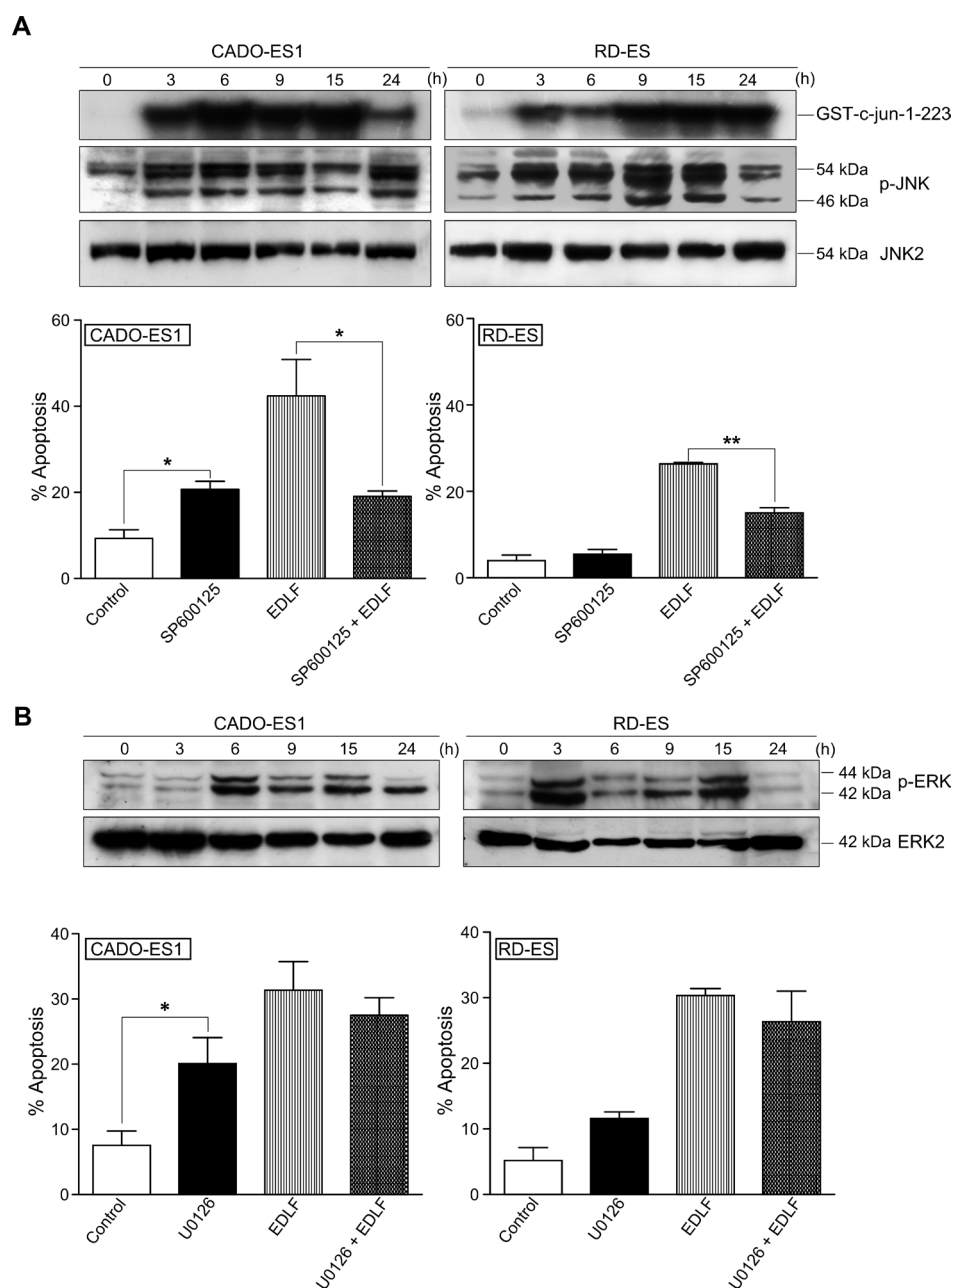 A
CADO-ES1 RD-ES
0 3 6 9 15 24 (h) 0 3 6 9 15 24 (h)
GST-c-jun-1-223
54 kDa
p-JNK
46 kDa
54 kDa JNK2
60
40
20
0
% Apoptosis
CADO-ES1
*
*
Control
SP600125
EDLF
SP600125 + EDLF
60
40
20
0
% Apoptosis
RD-ES
**
Control
SP600125
EDLF
SP600125 + EDLF
B
CADO-ES1 RD-ES
0 3 6 9 15 24 (h) 0 3 6 9 15 24 (h)
44 kDa
p-ERK
42 kDa
42 kDa ERK2
40
30
20
10
0
% Apoptosis
CADO-ES1
*
Control
U0126
EDLF
U0126 + EDLF
40
30
20
10
0
% Apoptosis
RD-ES
Control
U0126
EDLF
U0126 + EDLF